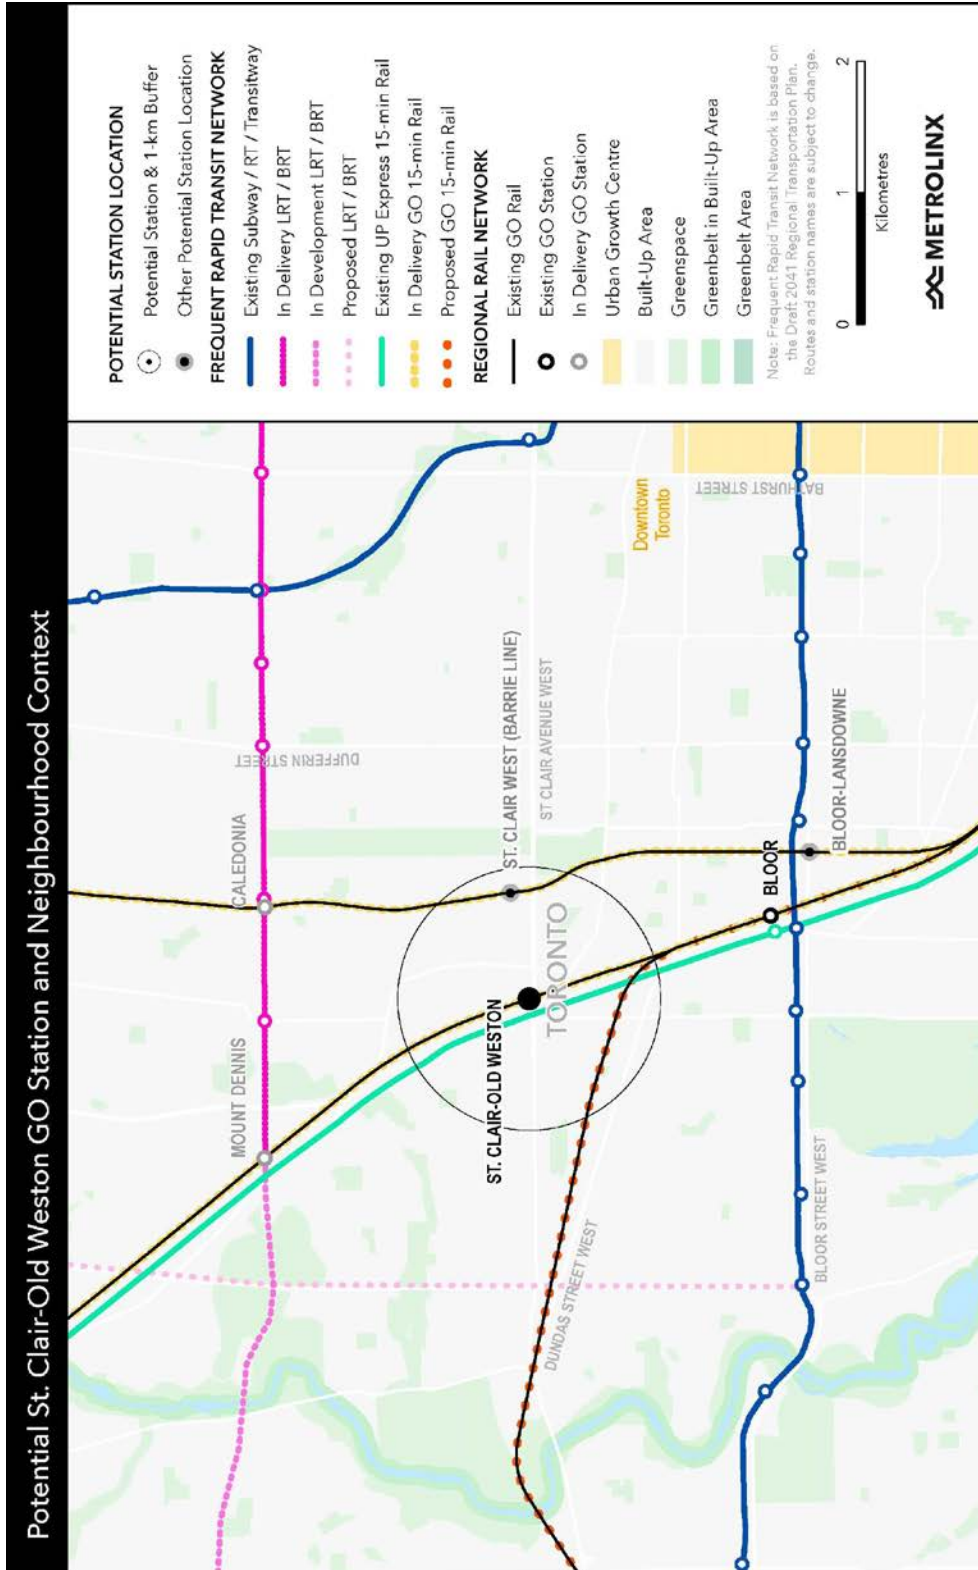 Potential St. Clair-Old Weston GO Station and Neighbourhood Context
MOUNT DENNIS
CALEDONIA
DUFFERIN STREET
ST. CLAIR-OLD WESTON
TORONTO
ST. CLAIR WEST (BARRIE LINE)
ST CLAIR AVENUE WEST
DUNDAS STREET WEST
Downtown
Toronto
BATHURST STREET
BLOOR
BLOOR-LANSDOWNE
BLOOR STREET WEST
POTENTIAL STATION LOCATION
Potential Station & 1-km Buffer
Other Potential Station Location
FREQUENT RAPID TRANSIT NETWORK
Existing Subway / RT / Transitway
In Delivery LRT / BRT
In Development LRT / BRT
Proposed LRT / BRT
Existing UP Express 15-min Rail
In Delivery GO 15-min Rail
Proposed GO 15-min Rail
REGIONAL RAIL NETWORK
Existing GO Rail
Existing GO Station
In Delivery GO Station
Urban Growth Centre
Built-Up Area
Greenspace
Greenbelt in Built-Up Area
Greenbelt Area
Note: Frequent Rapid Transit Network is based on
the Draft 2041 Regional Transportation Plan.
Routes and station names are subject to change.
0 1 2
Kilometres
METROLINX